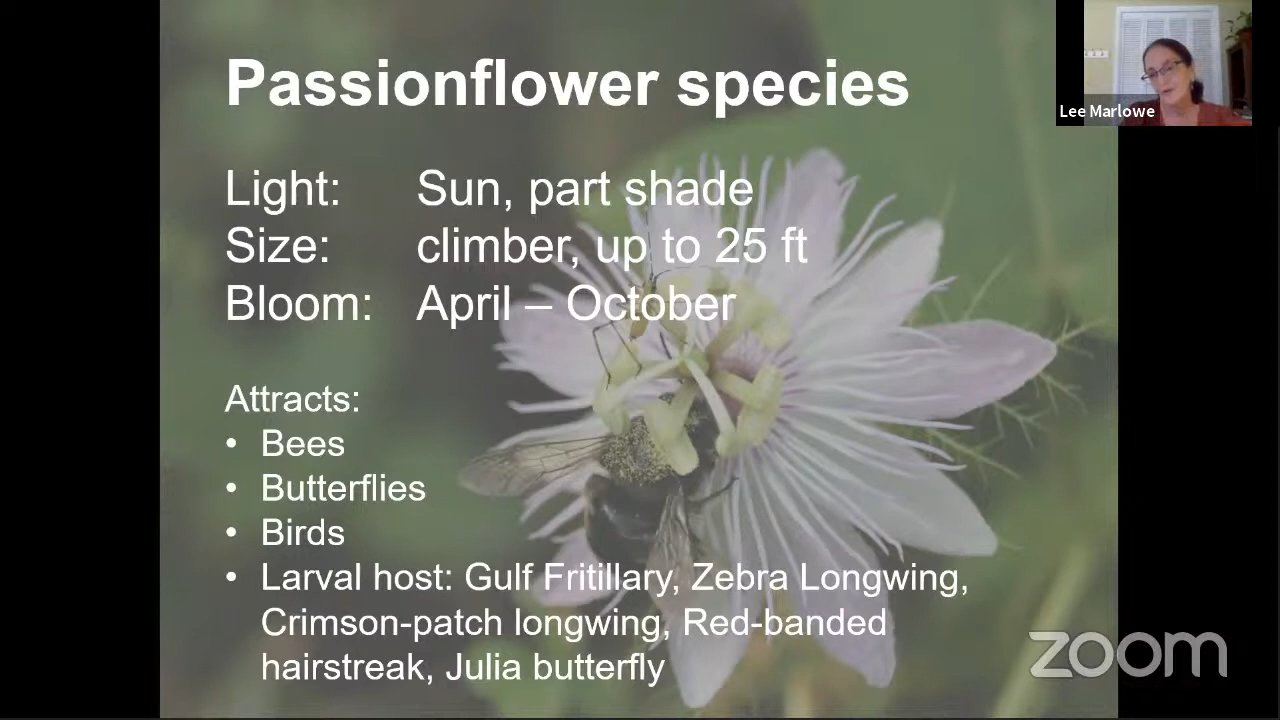 Passionflower species
Lee Marlowe
Light: Sun, part shade
Size: climber, up to 25 ft
Bloom: April – October
Attracts:
• Bees
• Butterflies
• Birds
• Larval host: Gulf Fritillary, Zebra Longwing,
Crimson-patch longwing, Red-banded
hairstreak, Julia butterfly
zoom